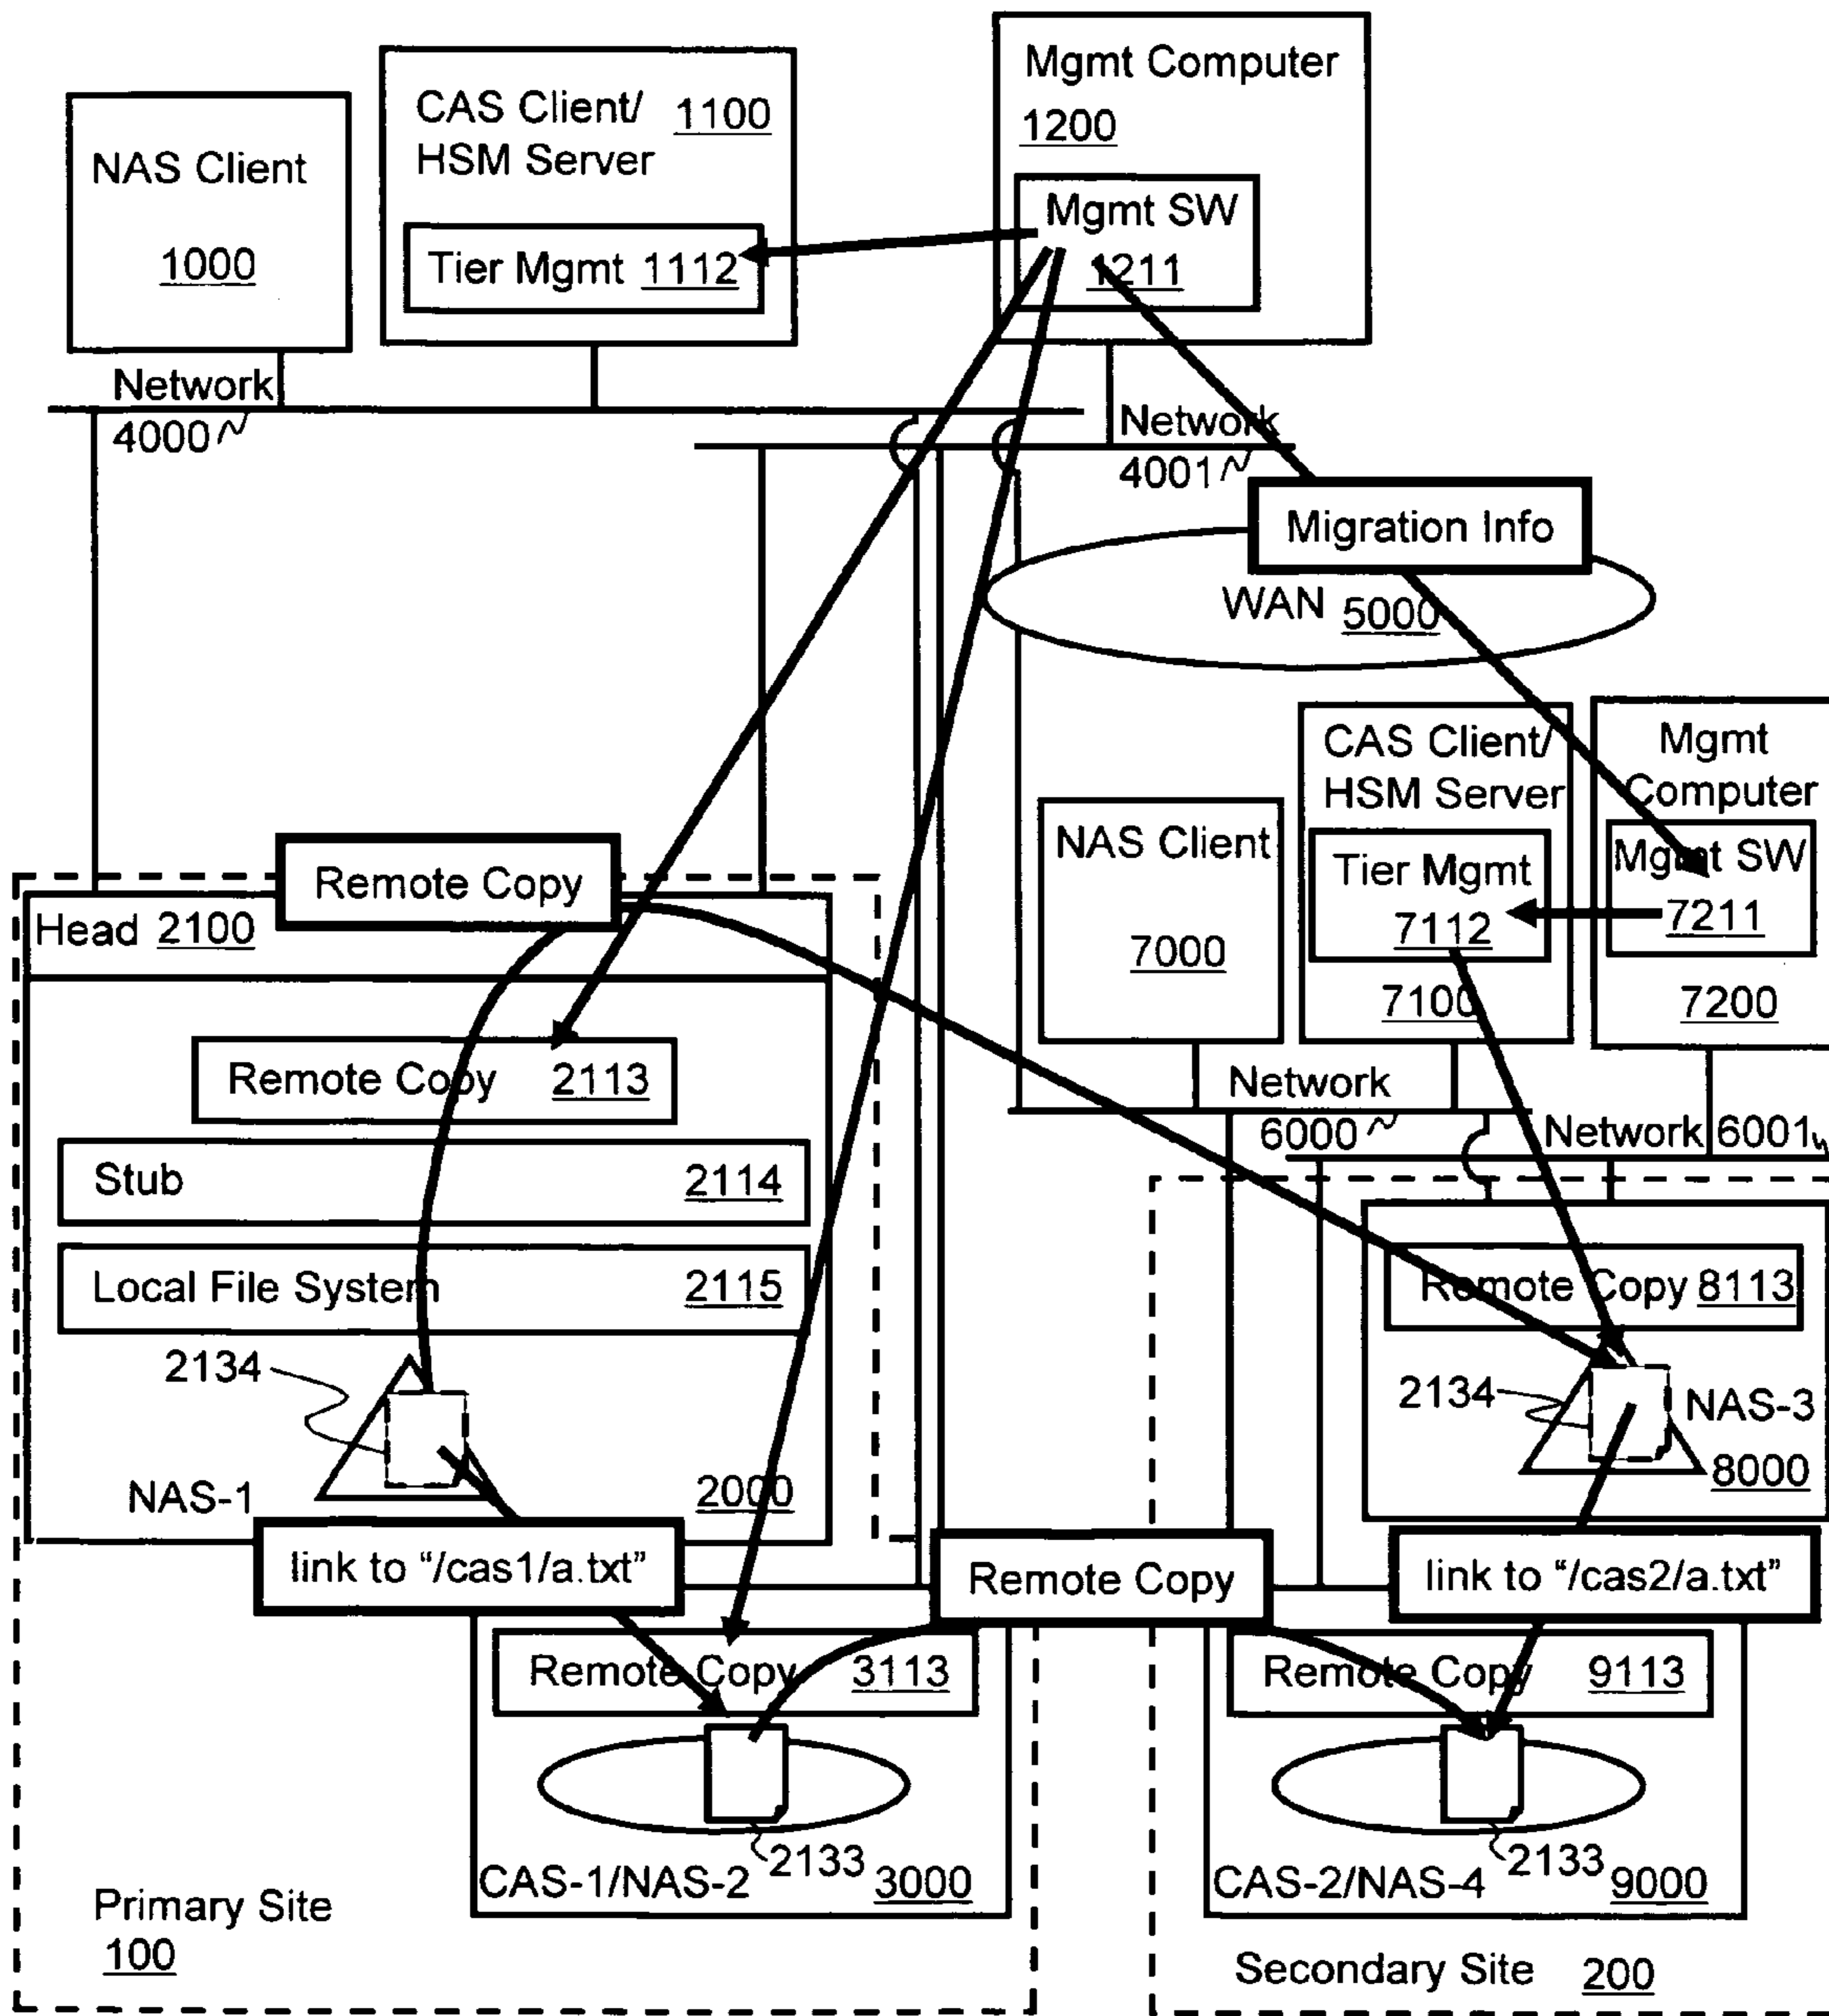 Mgmt Computer
1200
Mgmt SW
1211
CAS Client/
HSM Server
1100
Tier Mgmt 1112
NAS Client
1000
Network
4000
Network
4001
Migration Info
WAN 5000
CAS Client/
HSM Server
Tier Mgmt
7112
7100
Mgmt
Computer
Mgmt SW
7211
7200
NAS Client
7000
Remote Copy
Head 2100
Remote Copy 2113
Stub 2114
Local File System 2115
2134
NAS-1
2000
Network
6000
Network 6001
Remote Copy 8113
2134
NAS-3
8000
link to “/cas1/a.txt”
Remote Copy
link to “/cas2/a.txt”
Remote Copy 3113
2133
CAS-1/NAS-2 3000
Remote Copy 9113
2133
CAS-2/NAS-4 9000
Primary Site
100
Secondary Site 200